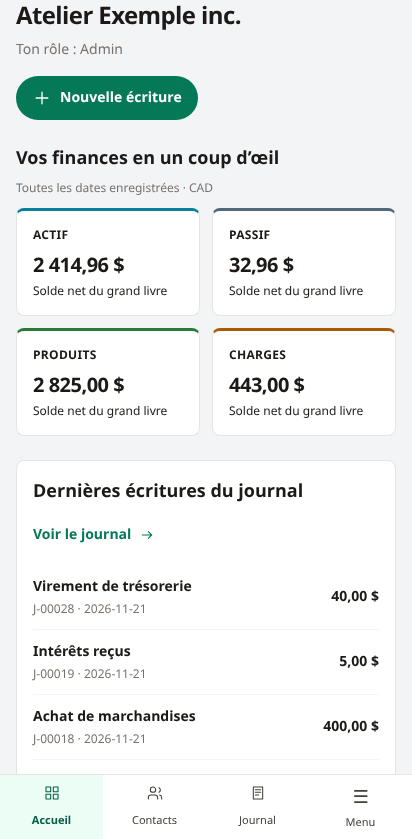 Atelier Exemple inc.
Ton rôle : Admin
Nouvelle écriture
Vos finances en un coup d’œil
Toutes les dates enregistrées · CAD
ACTIF
2 414,96 $
Solde net du grand livre
PASSIF
32,96 $
Solde net du grand livre
PRODUITS
2 825,00 $
Solde net du grand livre
CHARGES
443,00 $
Solde net du grand livre
Dernières écritures du journal
Voir le journal →
Virement de trésorerie
J-00028 · 2026-11-21
40,00 $
Intérêts reçus
J-00019 · 2026-11-21
5,00 $
Achat de marchandises
J-00018 · 2026-11-21
400,00 $
Accueil
Contacts
Journal
Menu